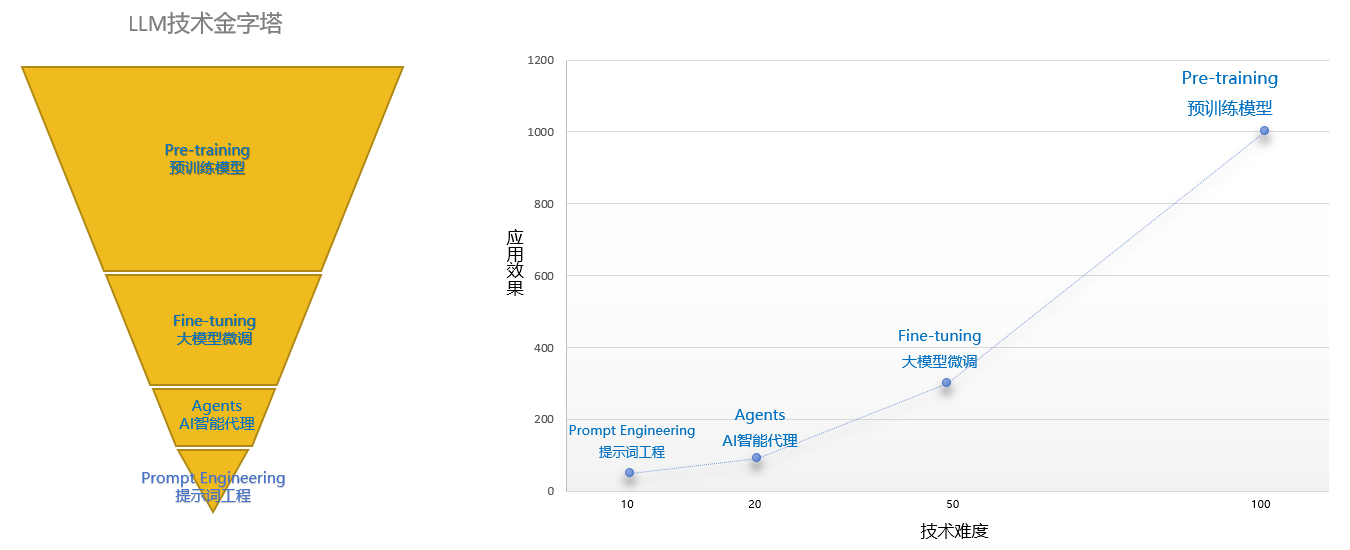 LLM技术金字塔
Pre-training
预训练模型
Fine-tuning
大模型微调
Agents
AI智能代理
Prompt Engineering
提示词工程
1200
1000
800
600
400
200
0
应用效果
Pre-training
预训练模型
Fine-tuning
大模型微调
Agents
AI智能代理
Prompt Engineering
提示词工程
10
20
50
100
技术难度